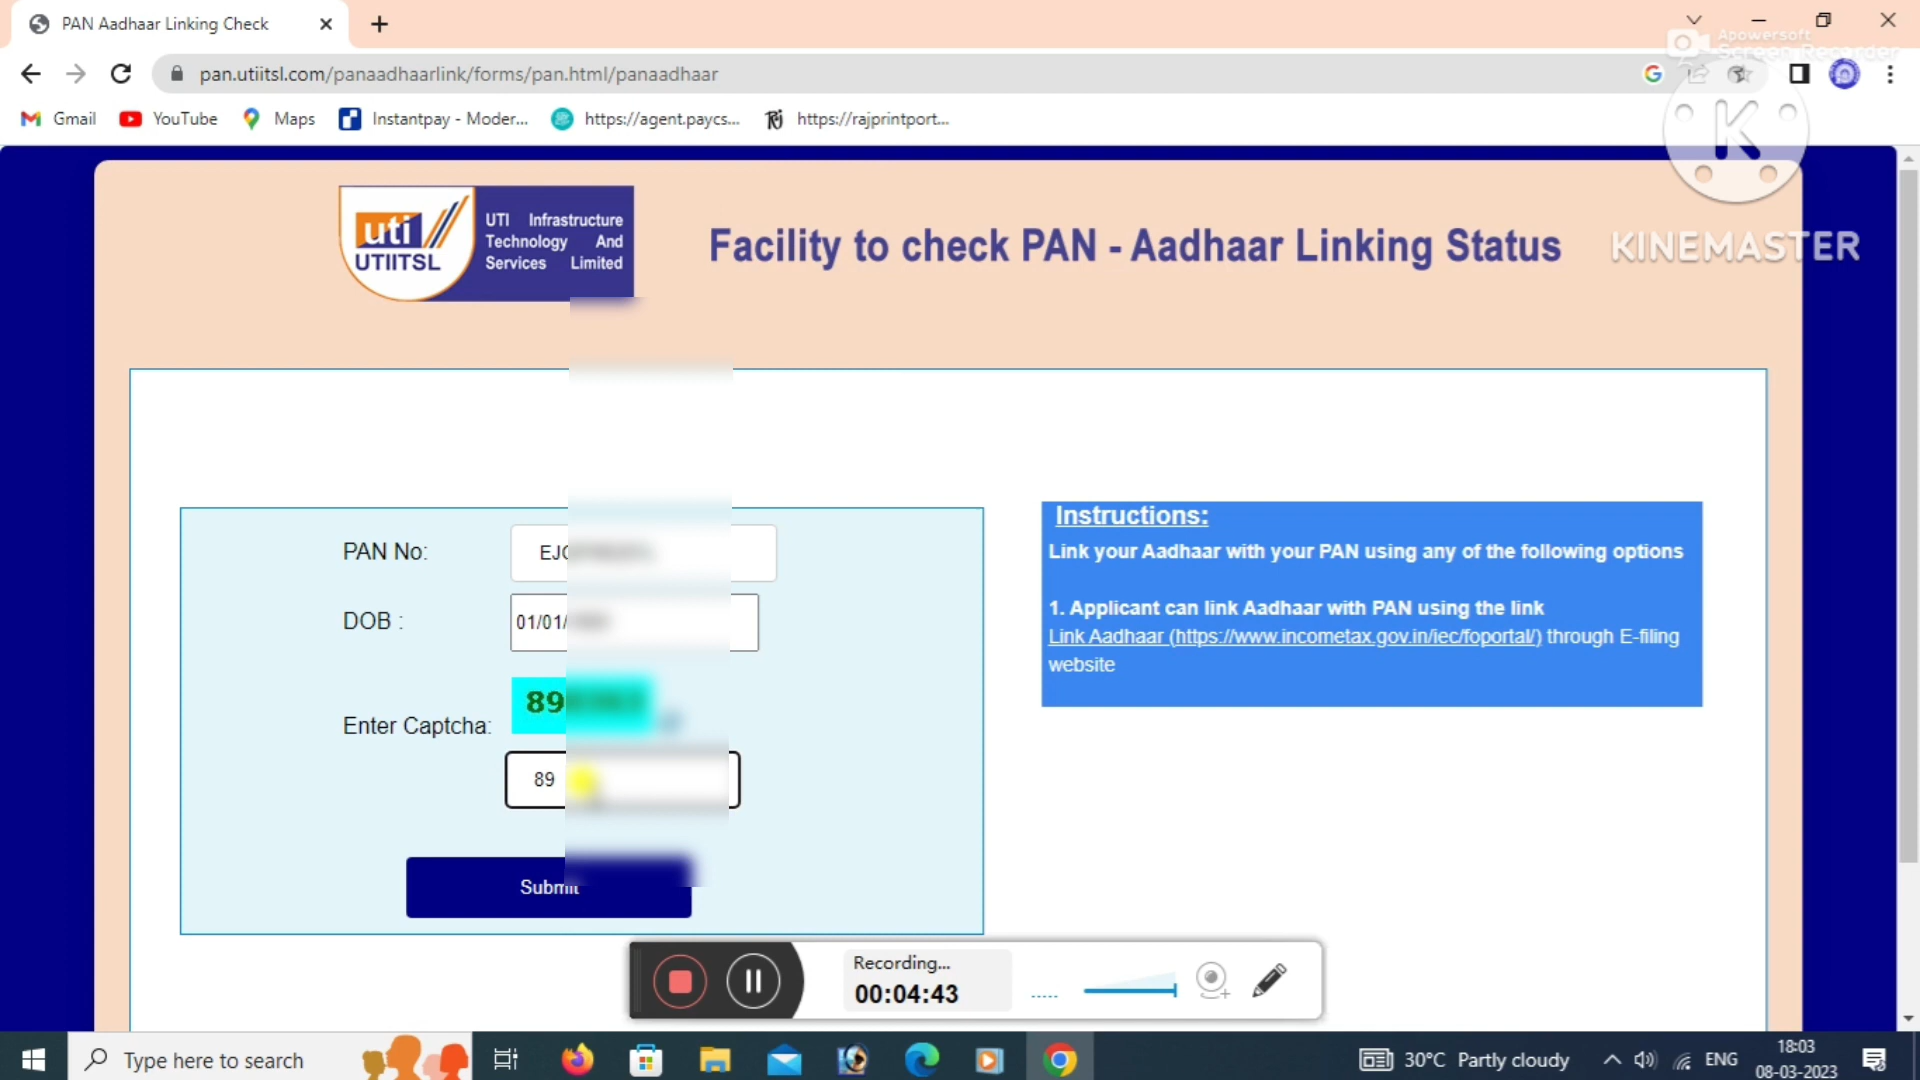 PAN Aadhaar Linking Check
pan.utiitsl.com/panaadhaarlink/forms/pan.html/panaadhaar
Apowersoft
Screen Recorder
Gmail YouTube Maps Instantpay - Moder... https://agent.paycs... https://rajprintport...
K
KINEMASTER
uti
UTIITSL
UTI Infrastructure
Technology And
Services Limited
Facility to check PAN - Aadhaar Linking Status
PAN No:
DOB : 01/01/
89
Enter Captcha:
89
Submit
Instructions:
Link your Aadhaar with your PAN using any of the following options
1. Applicant can link Aadhaar with PAN using the link
Link Aadhaar (https://www.incometax.gov.in/iec/foportal/) through E-filing
website
Recording...
00:04:43
Type here to search
30°C Partly cloudy
ENG
18:03
08-03-2023